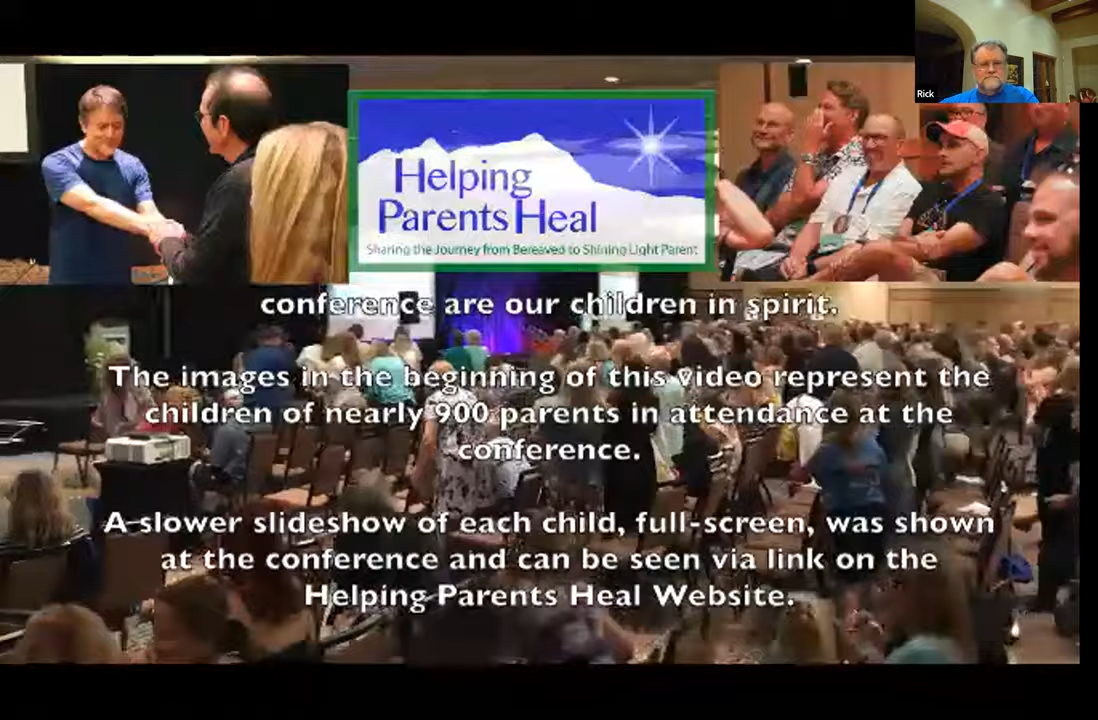 Rick
Helping
Parents Heal
Sharing the Journey from Bereaved to Shining Light Parent
conference are our children in spirit.
The images in the beginning of this video represent the
children of nearly 900 parents in attendance at the
conference.
A slower slideshow of each child, full-screen, was shown
at the conference and can be seen via link on the
Helping Parents Heal Website.